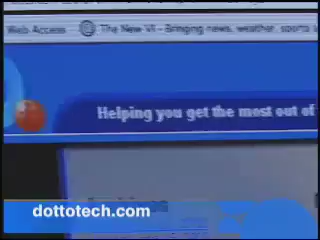 Web Access
The New VI - Bringing news, weather, sports
Helping you get the most out of
dottotech.com